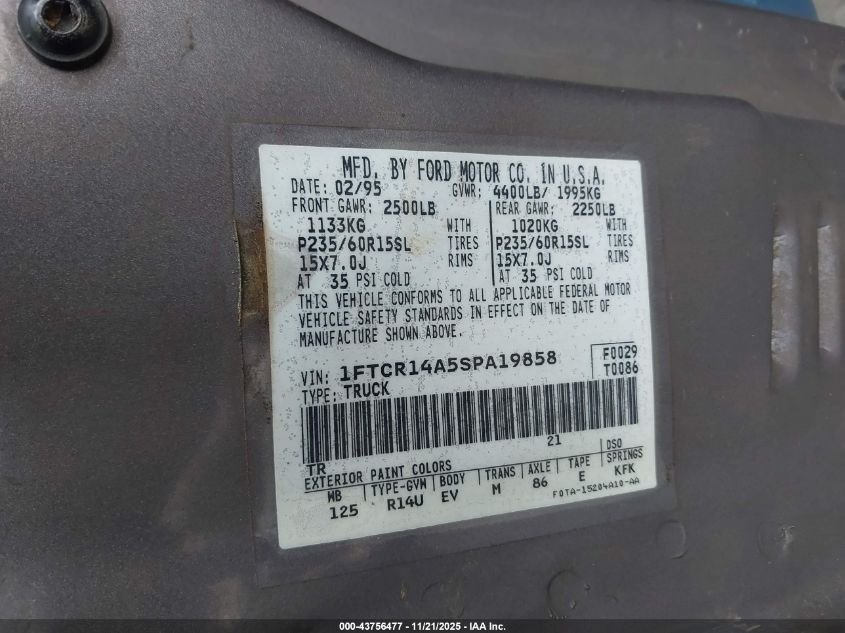 MFD. BY FORD MOTOR CO. IN U.S.A.
DATE: 02/95 GVWR: 4400LB/ 1995KG
FRONT GAWR: 2500LB REAR GAWR: 2250LB
1133KG WITH 1020KG WITH
P235/60R15SL TIRES P235/60R15SL TIRES
15X7.0J RIMS 15X7.0J RIMS
AT 35 PSI COLD AT 35 PSI COLD
THIS VEHICLE CONFORMS TO ALL APPLICABLE FEDERAL MOTOR
VEHICLE SAFETY STANDARDS IN EFFECT ON THE DATE OF
MANUFACTURE SHOWN ABOVE.
VIN: 1FTCR14A5SPA19858 F0029
TYPE: TRUCK T0086
21
TR DSO
EXTERIOR PAINT COLORS
WB TYPE-GVM BODY TRANS AXLE TAPE SPRINGS
125 R14U EV M 86 E KFK
F0TA-15204A10-AA
000-43756477 - 11/21/2025 - IAA Inc.